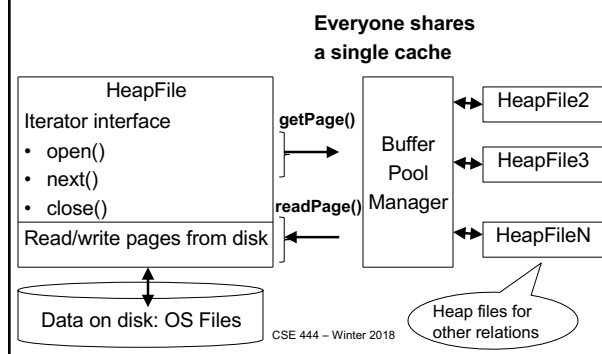 Everyone shares
a single cache
HeapFile
Iterator interface
• open()
• next()
• close()
Read/write pages from disk
getPage()
readPage()
Buffer
Pool
Manager
HeapFile2
HeapFile3
HeapFileN
Data on disk: OS Files
CSE 444 – Winter 2018
Heap files for
other relations